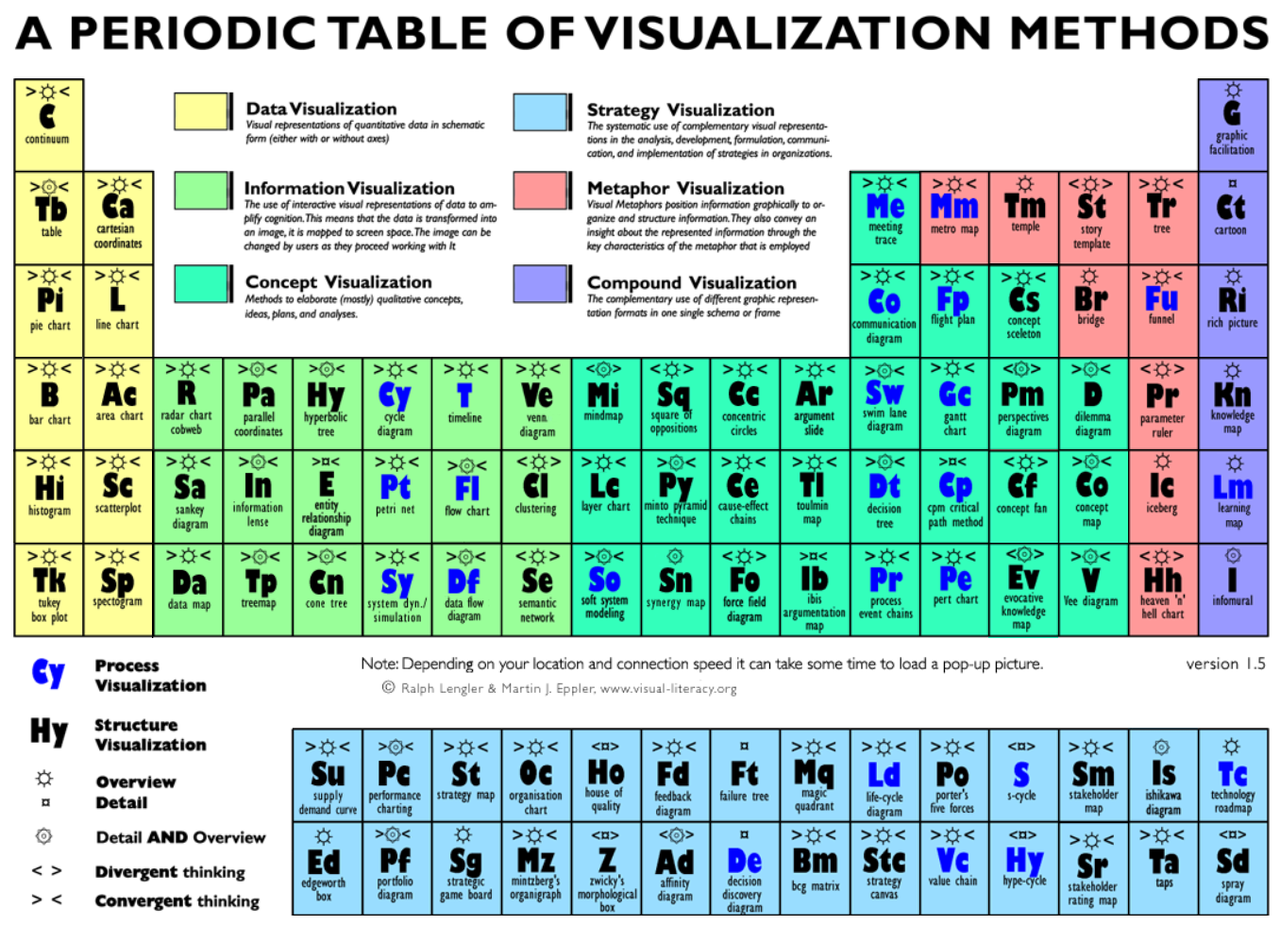 A PERIODIC TABLE OF VISUALIZATION METHODS
> < C continuum
Data Visualization
Visual representations of quantitative data in schematic
form (either with or without axes)
Strategy Visualization
The systematic use of complementary visual representa-
tions in the analysis, development, formulation, communi-
cation, and implementation of strategies in organizations.
G graphic facilitation
> < Tb table
> < Ca cartesian coordinates
Information Visualization
The use of interactive visual representations of data to am-
plify cognition. This means that the data is transformed into
an image, it is mapped to screen space. The image can be
changed by users as they proceed working with It
Metaphor Visualization
Visual Metaphors position information graphically to or-
ganize and structure information. They also convey an
insight about the represented information through the
key characteristics of the metaphor that is employed
> < Me meeting trace
> < Mm metro map
Tm temple
< > St story template
> < Tr tree
¤ Ct cartoon
> < Pi pie chart
> < L line chart
Concept Visualization
Methods to elaborate (mostly) qualitative concepts,
ideas, plans, and analyses.
Compound Visualization
The complementary use of different graphic represen-
tation formats in one single schema or frame
> < Co communication diagram
> < Fp flight plan
> < Cs concept sceleton
Br bridge
> < Fu funnel
Ri rich picture
> < B bar chart
> < Ac area chart
> < R radar chart cobweb
> < Pa parallel coordinates
> < Hy hyperbolic tree
> < Cy cycle diagram
> < T timeline
> < Ve venn diagram
< > Mi mindmap
< > Sq square of oppositions
> < Cc concentric circles
> < Ar argument slide
> < Sw swim lane diagram
> < Gc gantt chart
< > Pm perspectives diagram
> < D dilemma diagram
> < Pr parameter ruler
Kn knowledge map
> < Hi histogram
> < Sc scatterplot
> < Sa sankey diagram
> < In information lense
>¤< E entity relationship diagram
> < Pt petri net
> < Fl flow chart
< > Cl clustering
> < Lc layer chart
> < Py minto pyramid technique
> < Ce cause-effect chains
> < Tl toulmin map
> < Dt decision tree
>¤< Cp cpm critical path method
< > Cf concept fan
> < Co concept map
Ic iceberg
Lm learning map
> < Tk tukey box plot
> < Sp spectogram
> < Da data map
> < Tp treemap
> < Cn cone tree
> < Sy system dyn./ simulation
> < Df data flow diagram
< > Se semantic network
> < So soft system modeling
Sn synergy map
> < Fo force field diagram
>¤< Ib ibis argumentation map
> < Pr process event chains
> < Pe pert chart
< > Ev evocative knowledge map
> < V Vee diagram
< > Hh heaven 'n' hell chart
I infomural
Cy Process Visualization
Note: Depending on your location and connection speed it can take some time to load a pop-up picture.
version 1.5
© Ralph Lengler & Martin J. Eppler, www.visual-literacy.org
Hy Structure Visualization
Overview
¤ Detail
Detail AND Overview
< > Divergent thinking
> < Convergent thinking
> < Su supply demand curve
> < Pc performance charting
> < St strategy map
> < Oc organisation chart
<¤> Ho house of quality
> < Fd feedback diagram
¤ Ft failure tree
> < Mq magic quadrant
> < Ld life-cycle diagram
> < Po porter's five forces
<¤> S s-cycle
> < Sm stakeholder map
Is ishikawa diagram
Tc technology roadmap
Ed edgeworth box
> < Pf portfolio diagram
Sg strategic game board
> < Mz mintzberg's organigraph
<¤> Z zwicky's morphological box
< > Ad affinity diagram
¤ De decision discovery diagram
> < Bm bcg matrix
> < Stc strategy canvas
> < Vc value chain
<¤> Hy hype-cycle
> < Sr stakeholder rating map
> < Ta taps
<¤> Sd spray diagram